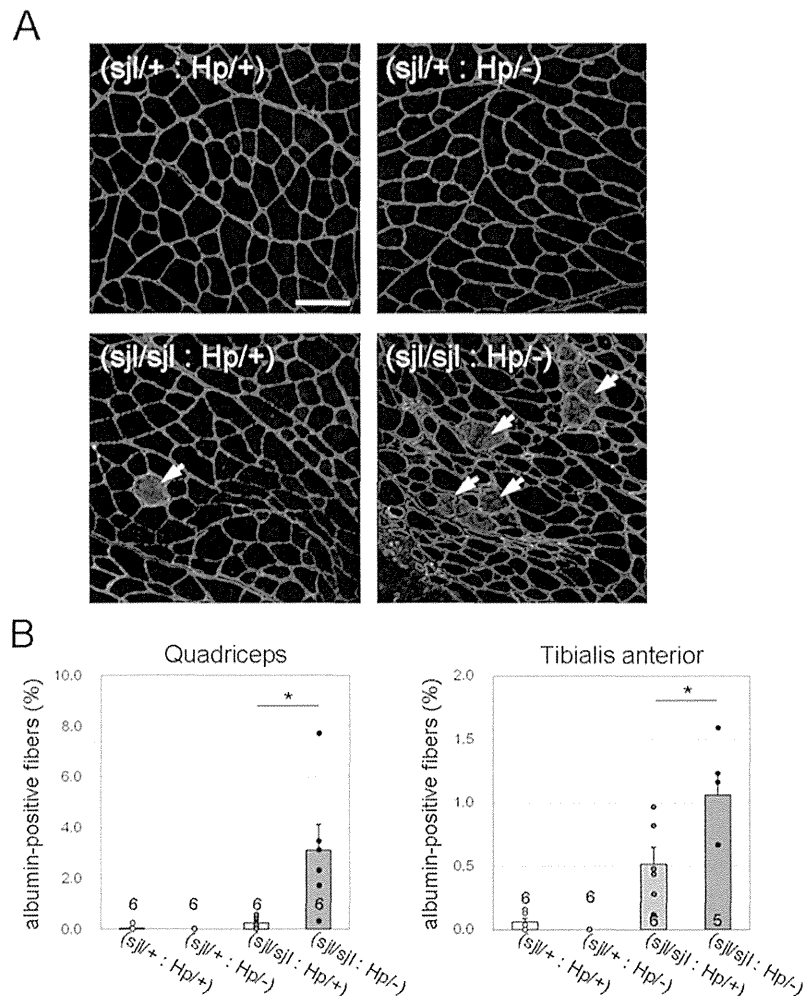 A
(sjl/+ : Hp/+)
(sjl/+ : Hp/-)
(sjl/sjl : Hp/+)
(sjl/sjl : Hp/-)
B
Quadriceps
albumin-positive fibers (%)
10.0
8.0
6.0
4.0
2.0
0.0
*
6
6
6
6
(sjl/+ : Hp/+)
(sjl/+ : Hp/-)
(sjl/sjl : Hp/+)
(sjl/sjl : Hp/-)
Tibialis anterior
albumin-positive fibers (%)
2.0
1.5
1.0
0.5
0.0
*
6
6
6
5
(sjl/+ : Hp/+)
(sjl/+ : Hp/-)
(sjl/sjl : Hp/+)
(sjl/sjl : Hp/-)